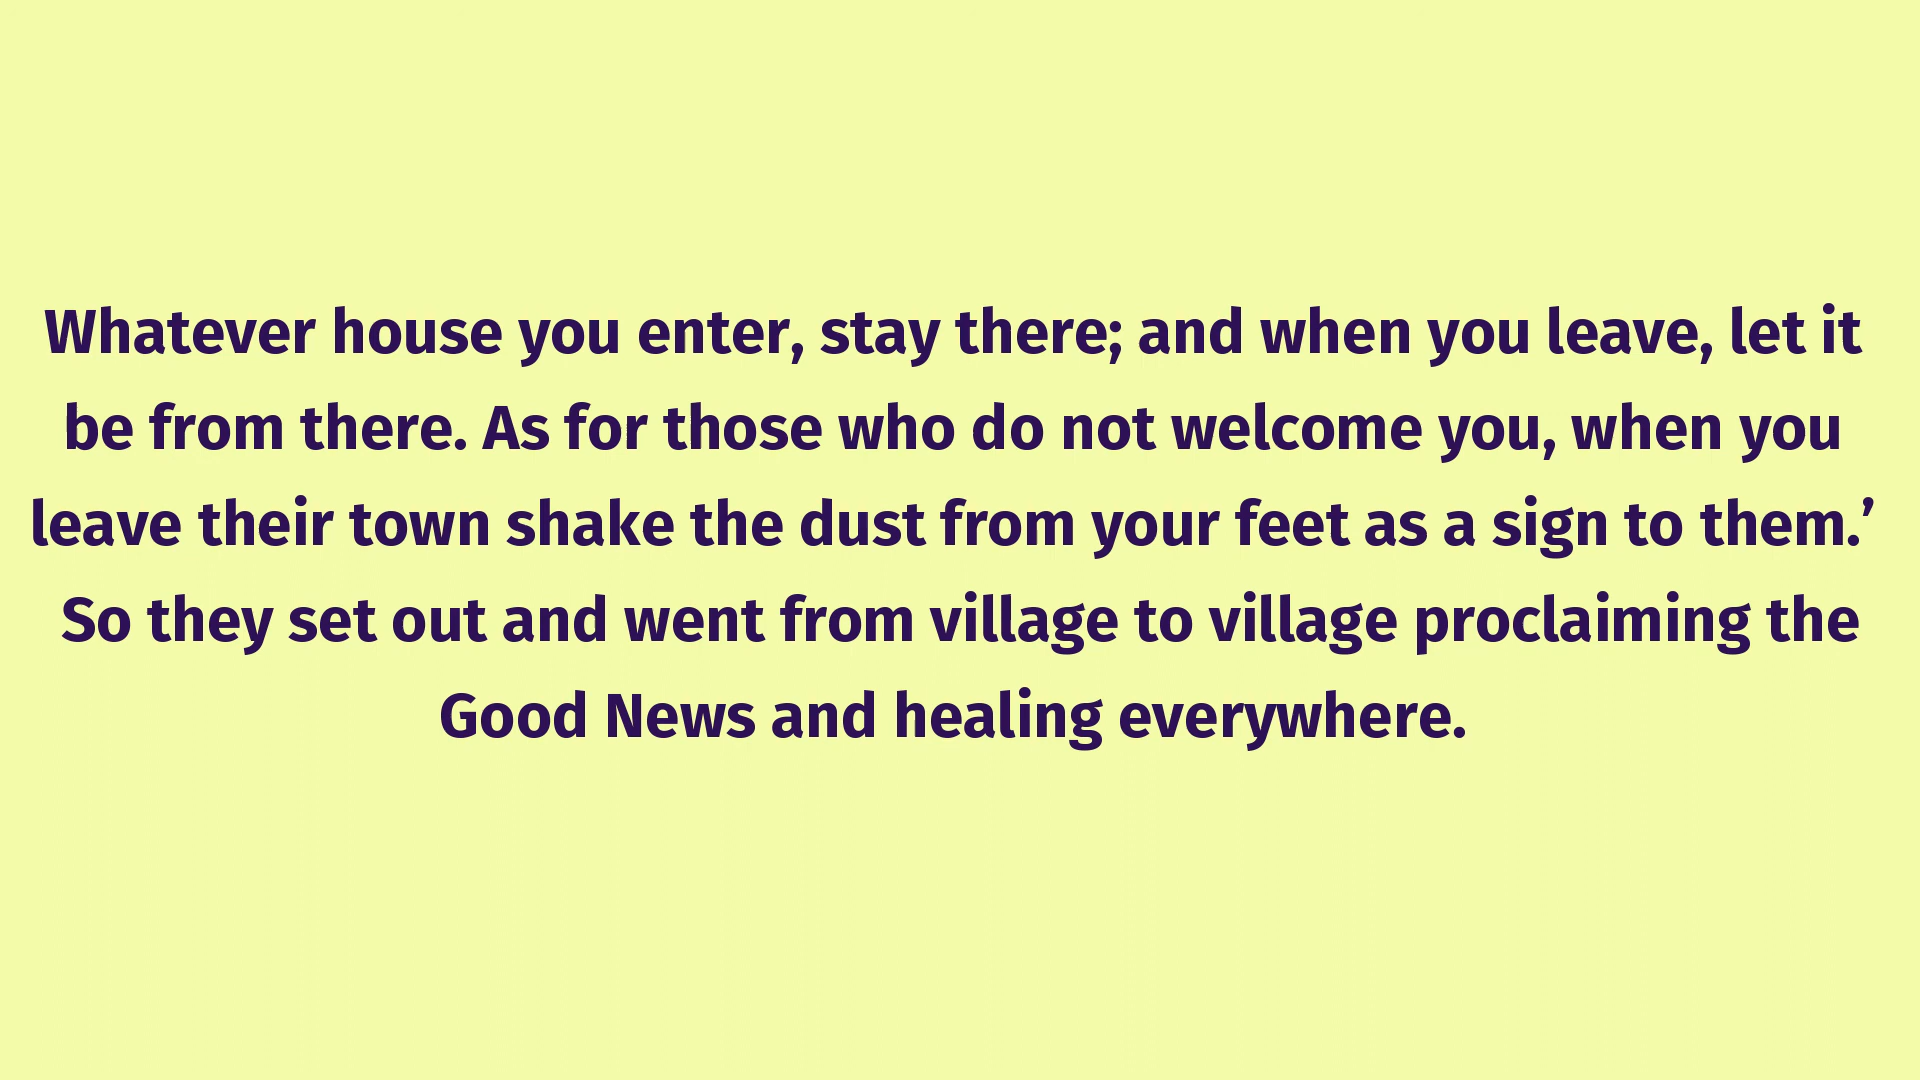 Whatever house you enter, stay there; and when you leave, let it
be from there. As for those who do not welcome you, when you
leave their town shake the dust from your feet as a sign to them.’
So they set out and went from village to village proclaiming the
Good News and healing everywhere.